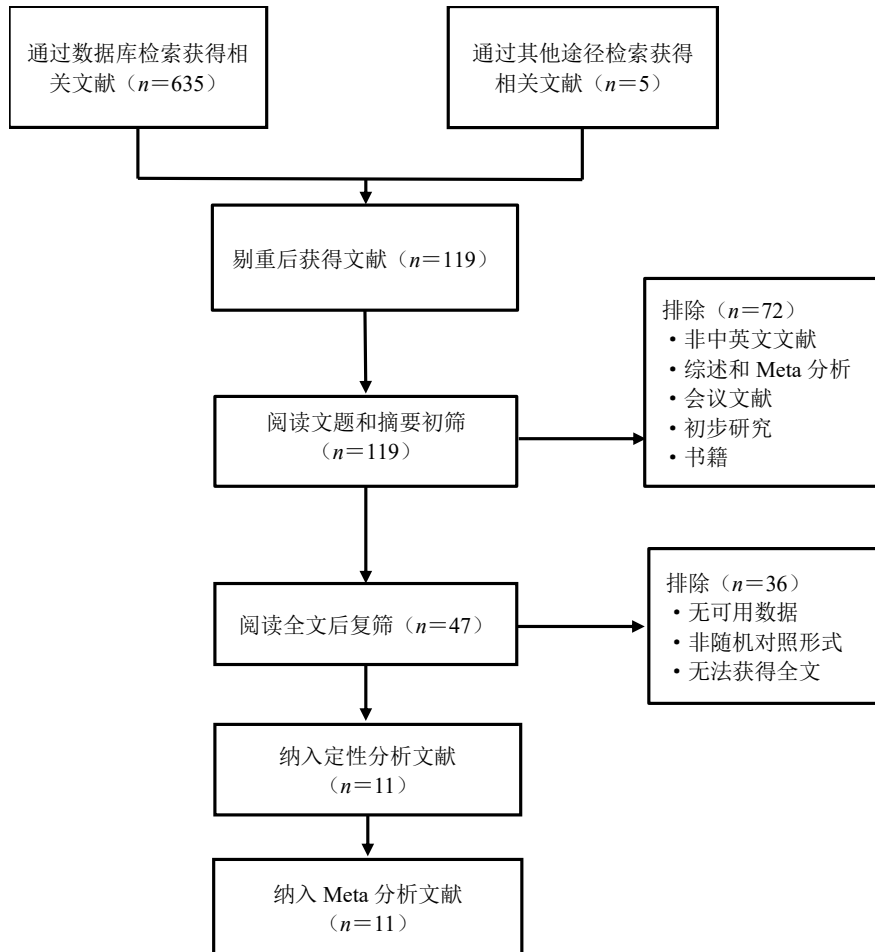 通过数据库检索获得相
关文献（n＝635）
通过其他途径检索获得
相关文献（n＝5）
剔重后获得文献（n＝119）
排除（n＝72）
・非中英文文献
・综述和 Meta 分析
・会议文献
・初步研究
・书籍
阅读文题和摘要初筛
（n＝119）
排除（n＝36）
・无可用数据
・非随机对照形式
・无法获得全文
阅读全文后复筛（n＝47）
纳入定性分析文献
（n＝11）
纳入 Meta 分析文献
（n＝11）